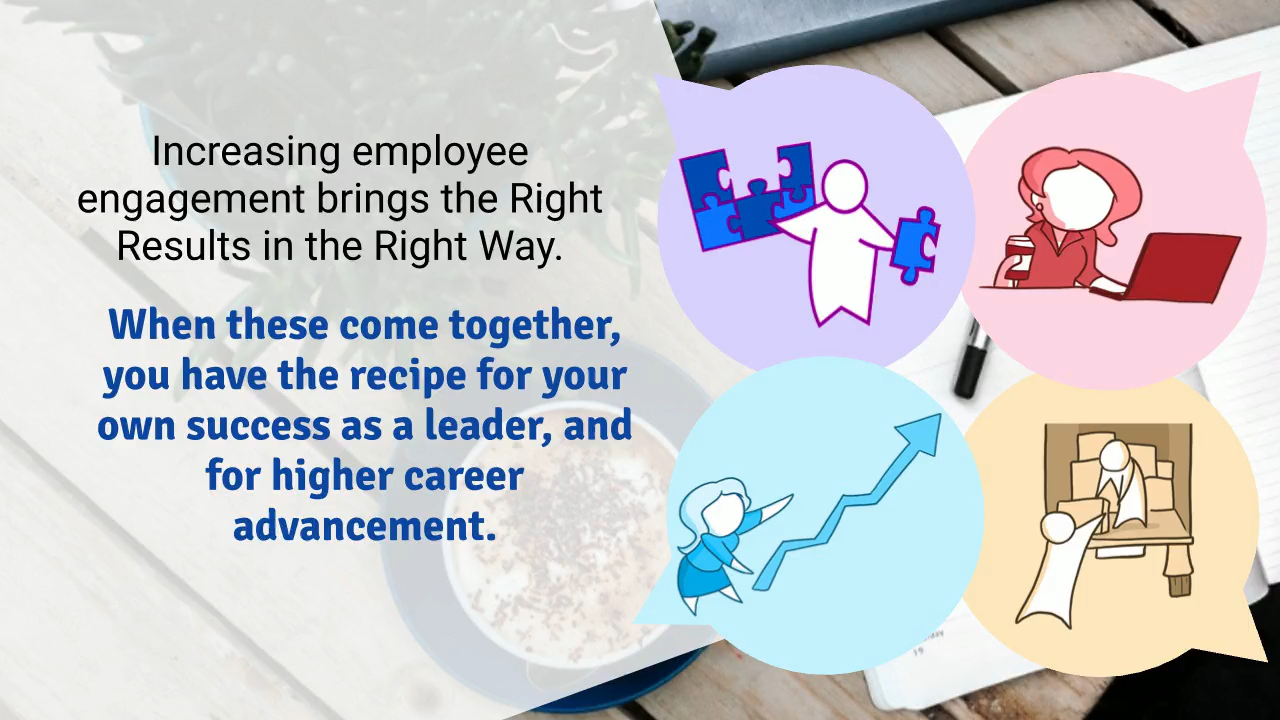 Increasing employee
engagement brings the Right
Results in the Right Way.
When these come together,
you have the recipe for your
own success as a leader, and
for higher career
advancement.
19